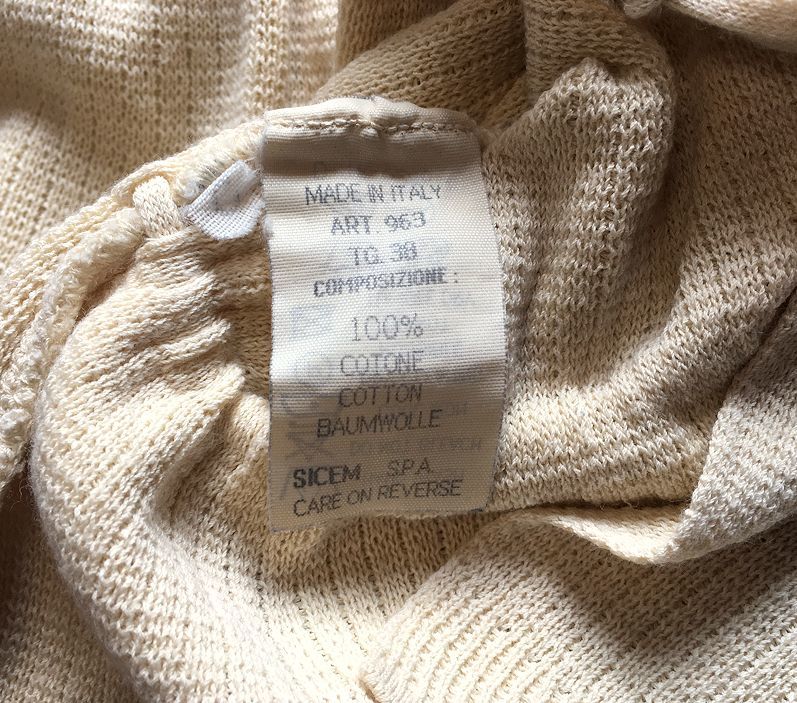 MADE IN ITALY
ART. 963
TG. 38
COMPOSIZIONE:
100%
COTONE
COTTON
BAUMWOLLE
SICEM S.P.A.
CARE ON REVERSE